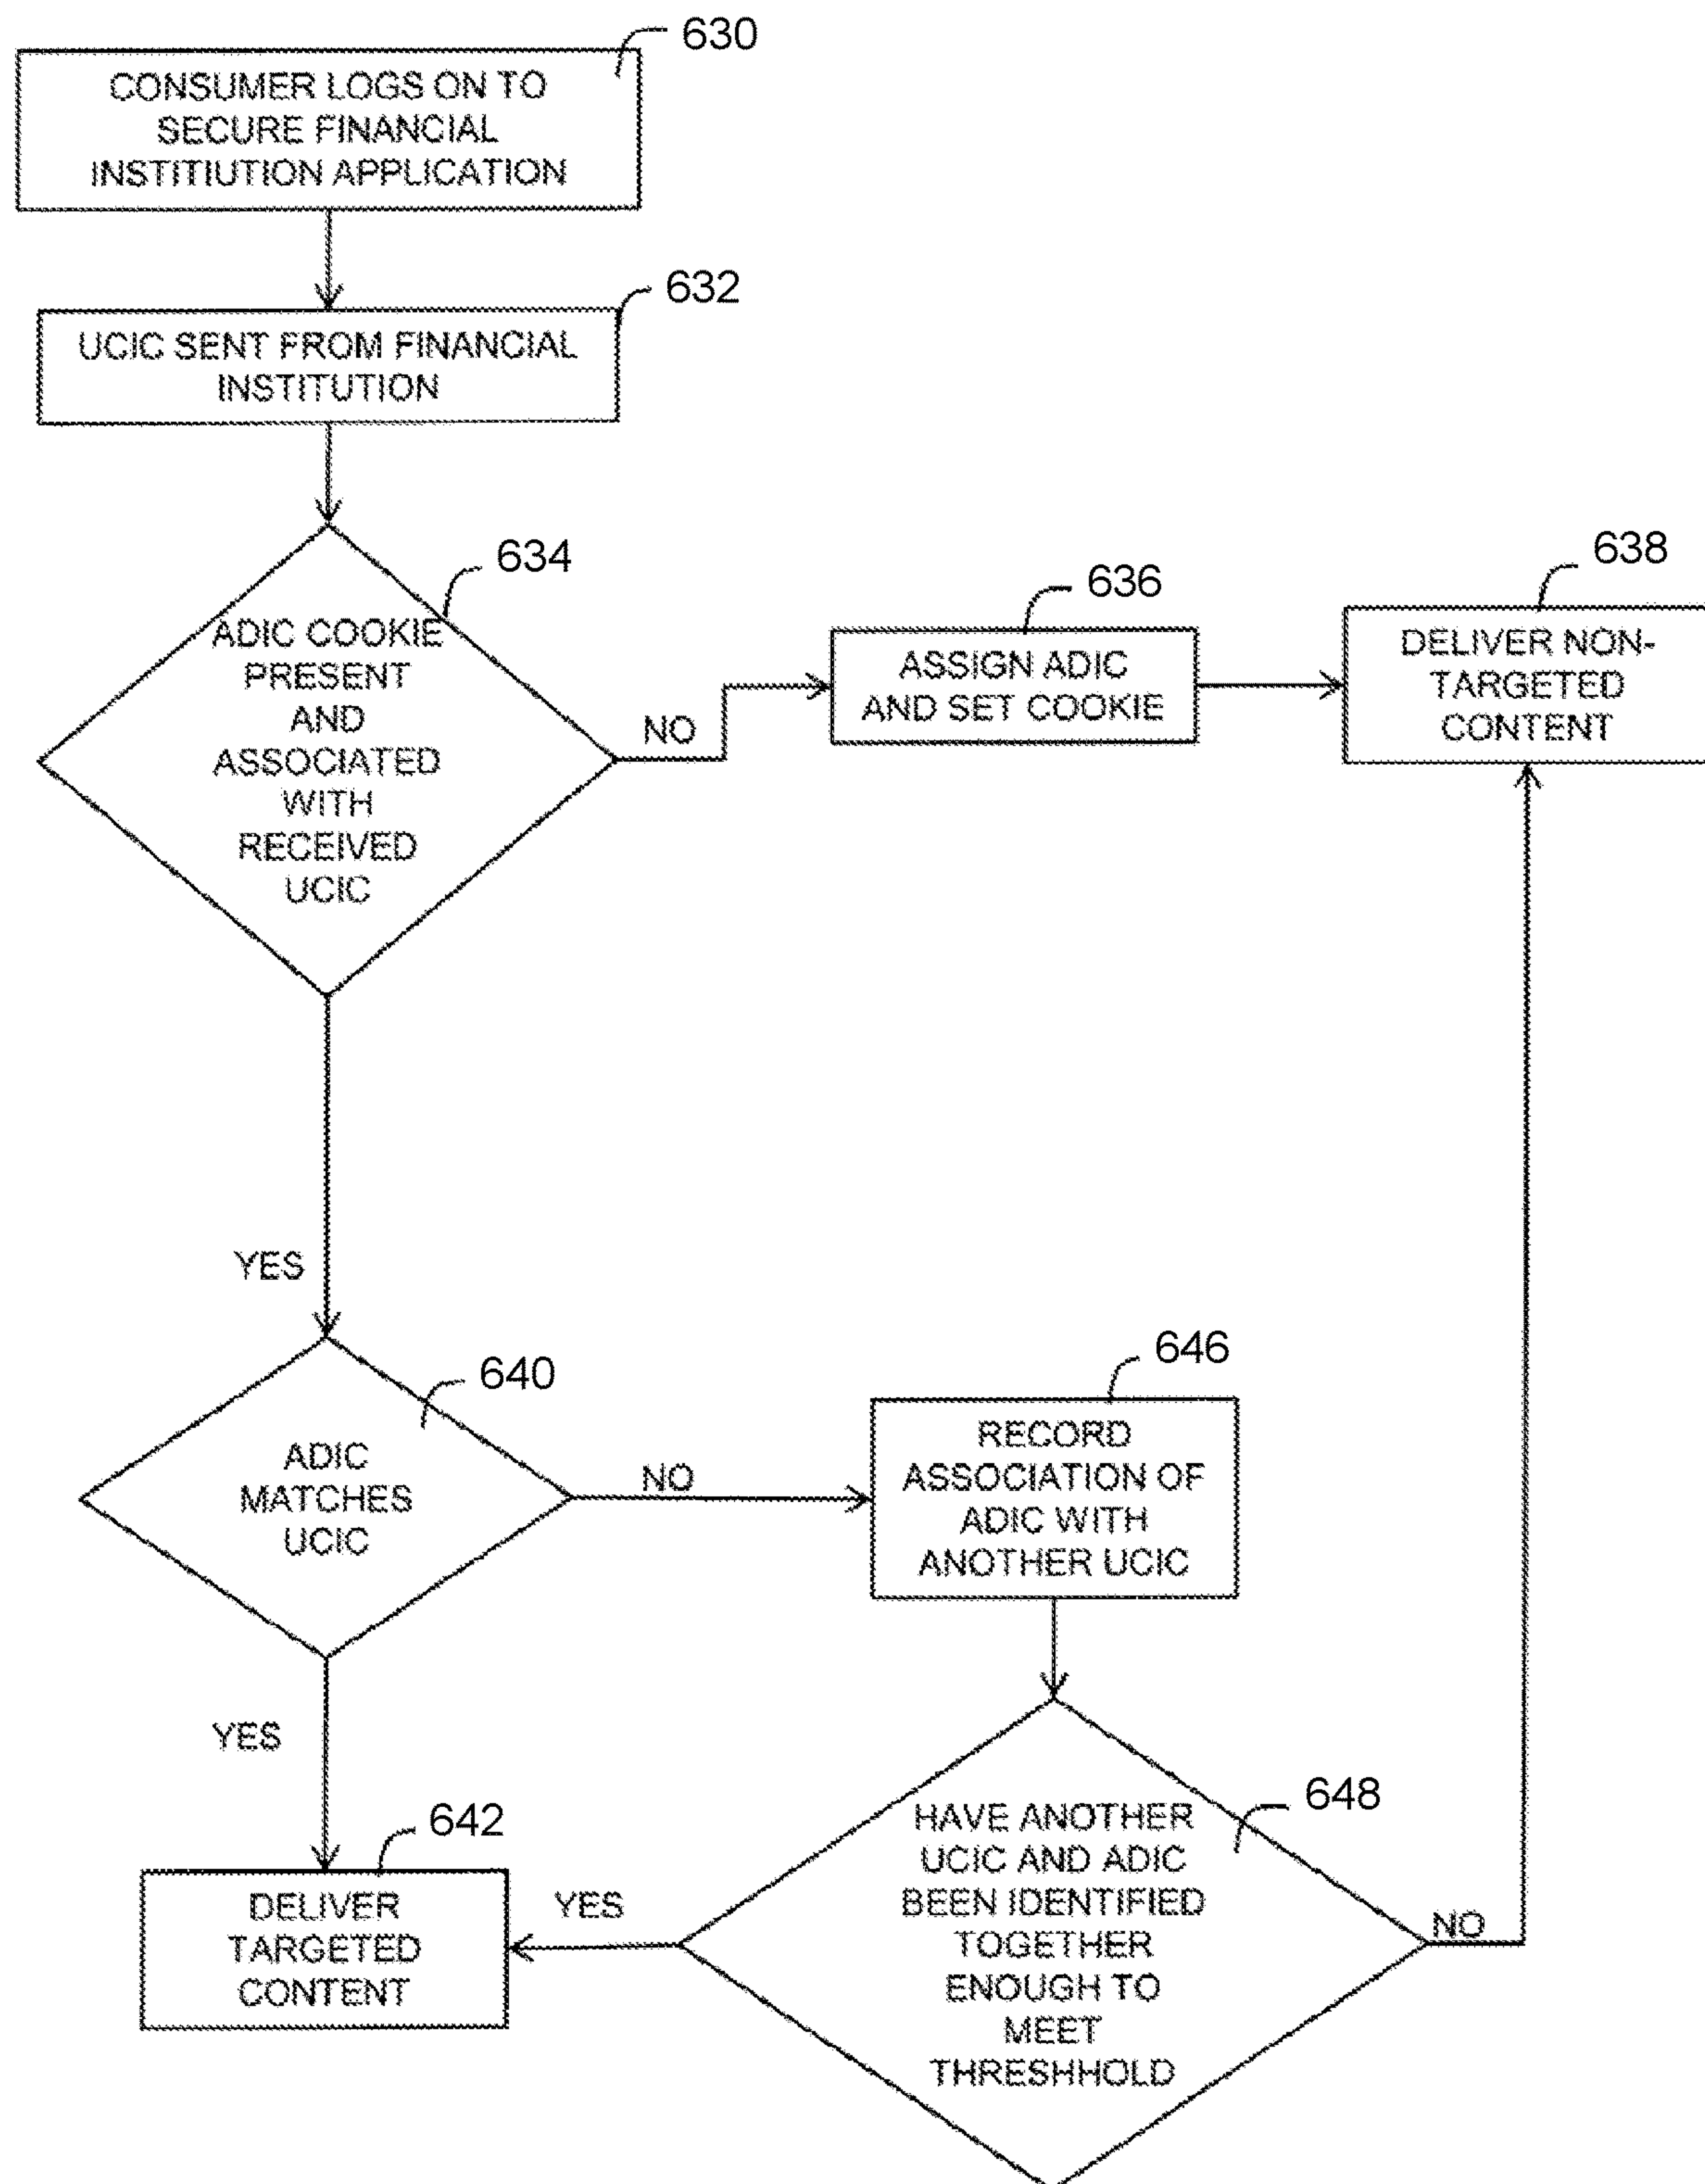 630
CONSUMER LOGS ON TO
SECURE FINANCIAL
INSTITIUTION APPLICATION
632
UCIC SENT FROM FINANCIAL
INSTITUTION
634
ADIC COOKIE
PRESENT
AND
ASSOCIATED
WITH
RECEIVED
UCIC
NO
636
ASSIGN ADIC
AND SET COOKIE
638
DELIVER NON-
TARGETED
CONTENT
YES
640
ADIC
MATCHES
UCIC
NO
646
RECORD
ASSOCIATION OF
ADIC WITH
ANOTHER UCIC
YES
642
DELIVER
TARGETED
CONTENT
YES
648
HAVE ANOTHER
UCIC AND ADIC
BEEN IDENTIFIED
TOGETHER
ENOUGH TO
MEET
THRESHHOLD
NO